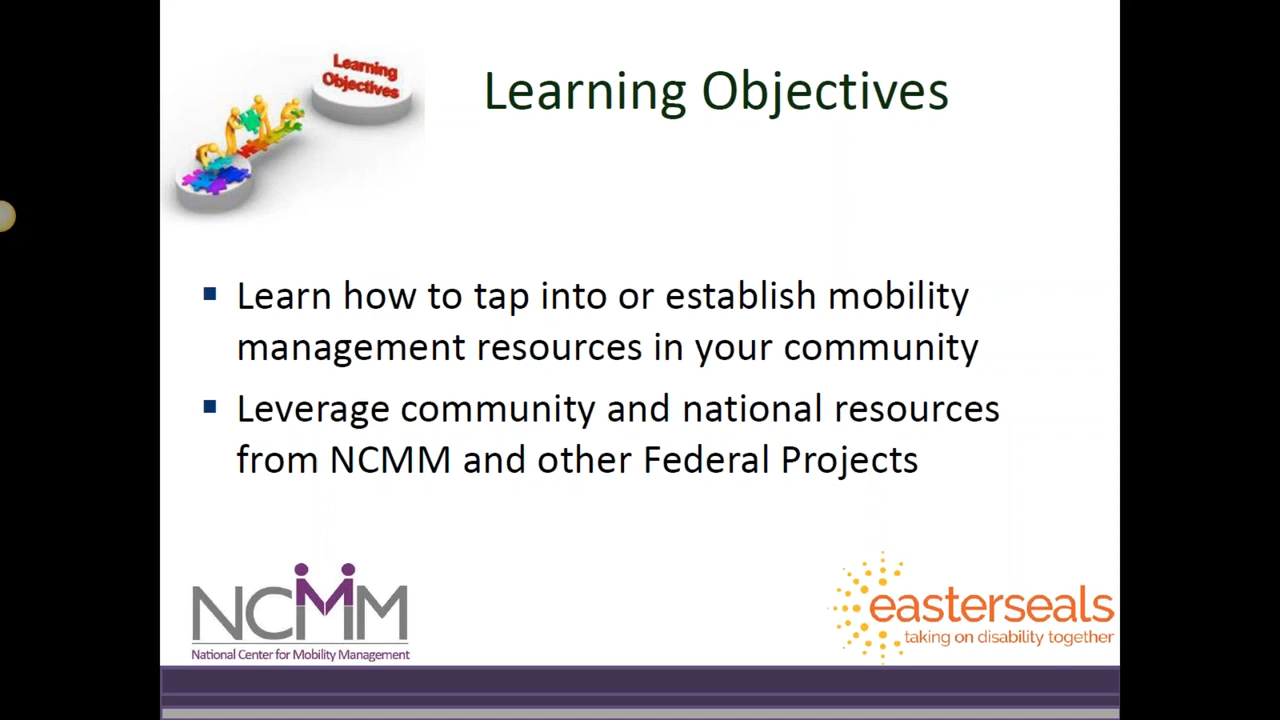 Learning
Objectives
Learning Objectives
Learn how to tap into or establish mobility
management resources in your community
Leverage community and national resources
from NCMM and other Federal Projects
NCMM
National Center for Mobility Management
easterseals
taking on disability together